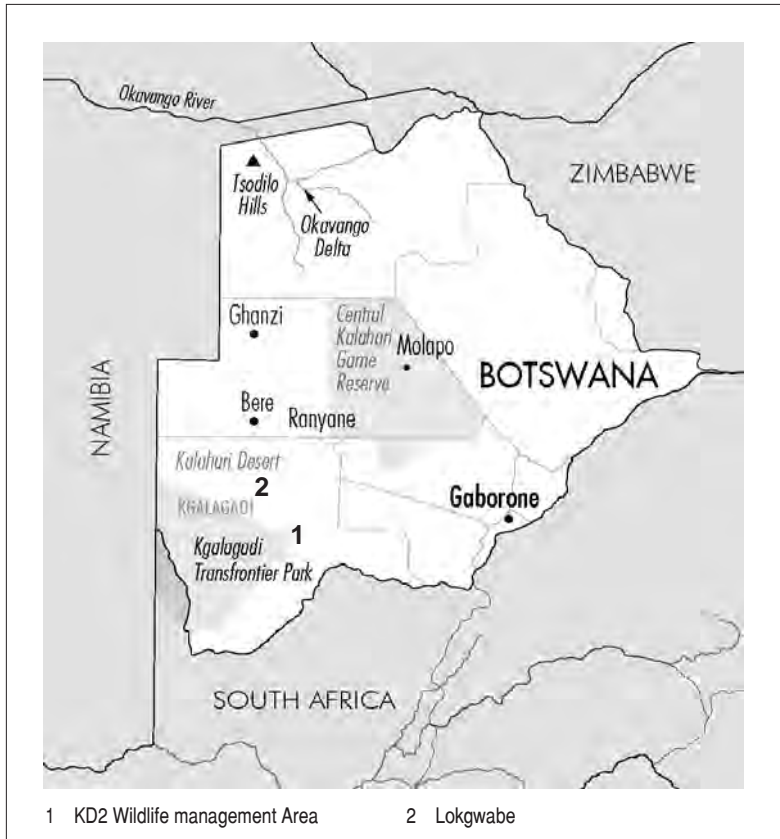 Okavango River
Tsodilo
Hills
Okavango
Delta
ZIMBABWE
Ghanzi
Central
Kalahari
Game
Reserve
Molapo
BOTSWANA
NAMIBIA
Bere
Ranyane
Kalahari Desert
2
KGALAGADI
Gaborone
1
Kgalagadi
Transfrontier Park
SOUTH AFRICA
1 KD2 Wildlife management Area 2 Lokgwabe